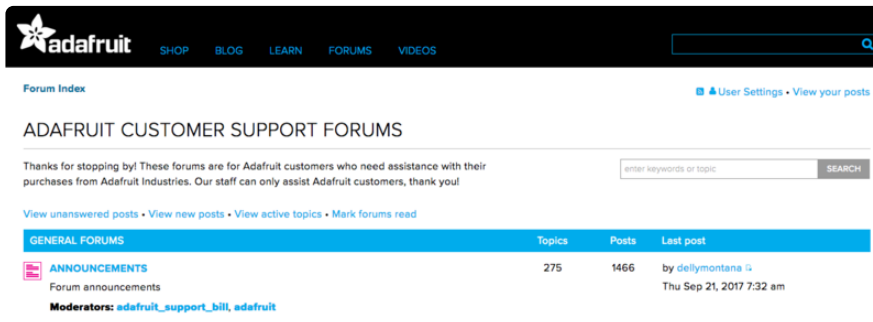 adafruit SHOP BLOG LEARN FORUMS VIDEOS
Forum Index
User Settings • View your posts
ADAFRUIT CUSTOMER SUPPORT FORUMS
Thanks for stopping by! These forums are for Adafruit customers who need assistance with their
purchases from Adafruit Industries. Our staff can only assist Adafruit customers, thank you!
enter keywords or topic SEARCH
View unanswered posts • View new posts • View active topics • Mark forums read
GENERAL FORUMS Topics Posts Last post
ANNOUNCEMENTS 275 1466 by dellymontana
Forum announcements Thu Sep 21, 2017 7:32 am
Moderators: adafruit_support_bill, adafruit